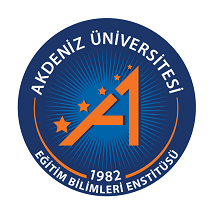 AKDENİZ ÜNİVERSİTESİ
1982
EĞİTİM BİLİMLERİ ENSTİTÜSÜ